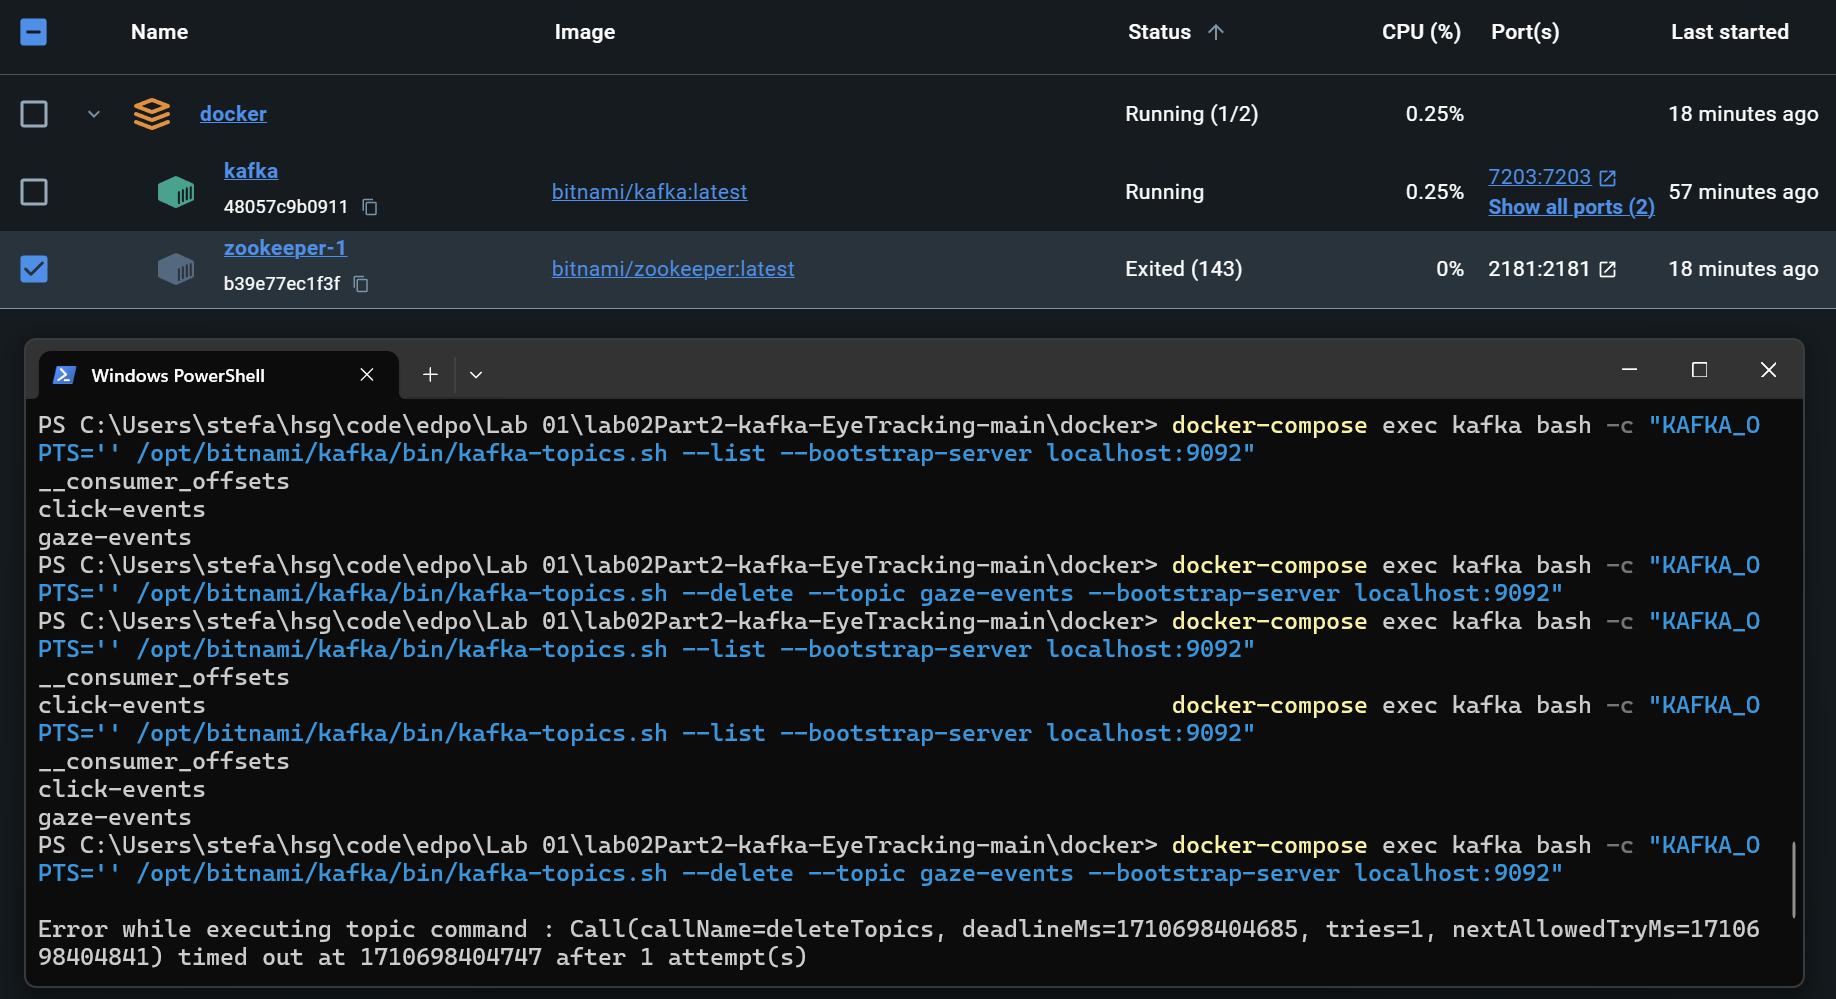 Name Image Status CPU (%) Port(s) Last started
docker Running (1/2) 0.25% 18 minutes ago
kafka
48057c9b0911 bitnami/kafka:latest Running 0.25% 7203:7203 57 minutes ago
Show all ports (2)
zookeeper-1
b39e77ec1f3f bitnami/zookeeper:latest Exited (143) 0% 2181:2181 18 minutes ago
Windows PowerShell
PS C:\Users\stefa\hsg\code\edpo\Lab 01\lab02Part2-kafka-EyeTracking-main\docker> docker-compose exec kafka bash -c "KAFKA_O
PTS='' /opt/bitnami/kafka/bin/kafka-topics.sh --list --bootstrap-server localhost:9092"
__consumer_offsets
click-events
gaze-events
PS C:\Users\stefa\hsg\code\edpo\Lab 01\lab02Part2-kafka-EyeTracking-main\docker> docker-compose exec kafka bash -c "KAFKA_O
PTS='' /opt/bitnami/kafka/bin/kafka-topics.sh --delete --topic gaze-events --bootstrap-server localhost:9092"
PS C:\Users\stefa\hsg\code\edpo\Lab 01\lab02Part2-kafka-EyeTracking-main\docker> docker-compose exec kafka bash -c "KAFKA_O
PTS='' /opt/bitnami/kafka/bin/kafka-topics.sh --list --bootstrap-server localhost:9092"
__consumer_offsets
click-events docker-compose exec kafka bash -c "KAFKA_O
PTS='' /opt/bitnami/kafka/bin/kafka-topics.sh --list --bootstrap-server localhost:9092"
__consumer_offsets
click-events
gaze-events
PS C:\Users\stefa\hsg\code\edpo\Lab 01\lab02Part2-kafka-EyeTracking-main\docker> docker-compose exec kafka bash -c "KAFKA_O
PTS='' /opt/bitnami/kafka/bin/kafka-topics.sh --delete --topic gaze-events --bootstrap-server localhost:9092"
Error while executing topic command : Call(callName=deleteTopics, deadlineMs=1710698404685, tries=1, nextAllowedTryMs=17106
98404841) timed out at 1710698404747 after 1 attempt(s)